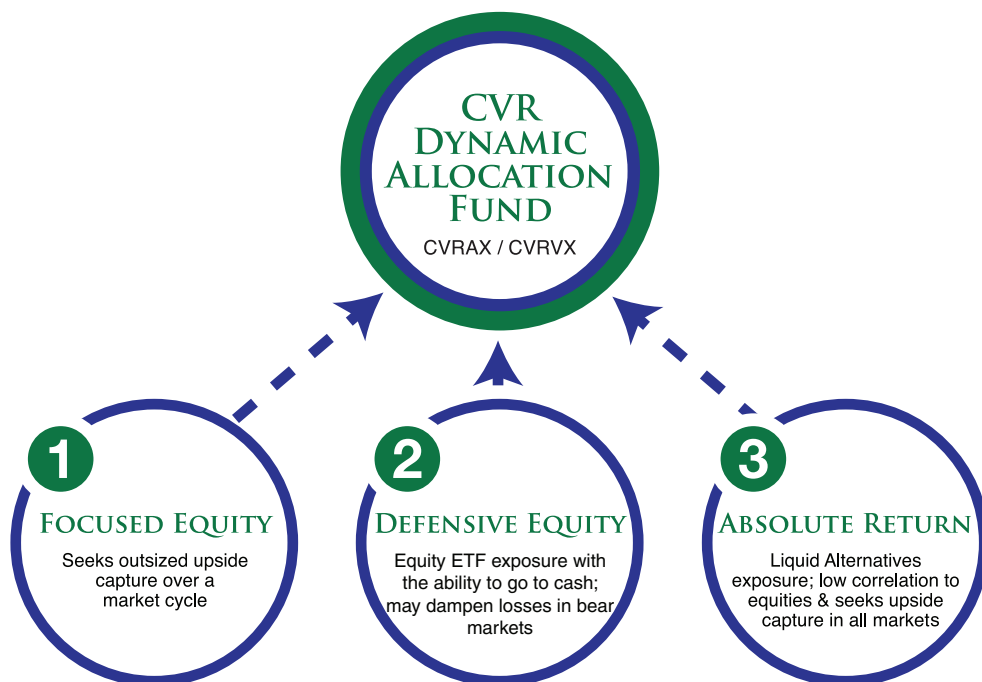 CVR
DYNAMIC
ALLOCATION
FUND
CVRAX / CVRVX
1
FOCUSED EQUITY
Seeks outsized upside
capture over a
market cycle
2
DEFENSIVE EQUITY
Equity ETF exposure with
the ability to go to cash;
may dampen losses in bear
markets
3
ABSOLUTE RETURN
Liquid Alternatives
exposure; low correlation to
equities & seeks upside
capture in all markets